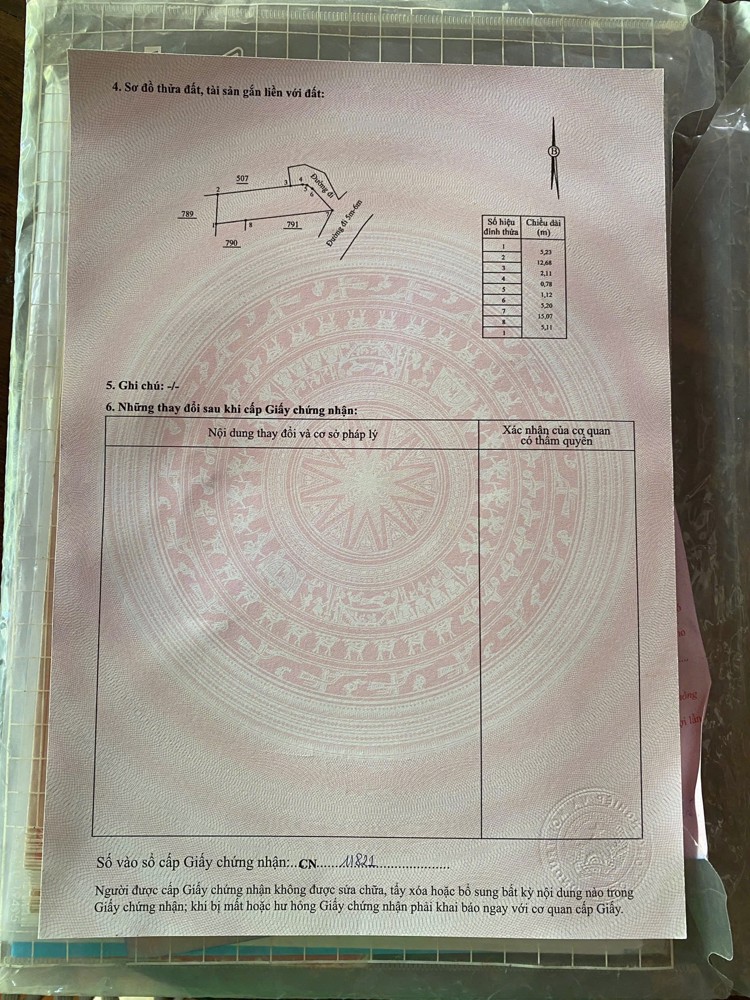 4. Sơ đồ thửa đất, tài sản gắn liền với đất:
B
507
Đường đi
2
3
4
5
6
789
1
8
791
7
790
Đường đi 5m-6m
Số hiệu đỉnh thửa
Chiều dài (m)
1
5,23
2
12,68
3
2,11
4
0,78
5
1,12
6
5,20
7
15,07
8
5,11
1
5. Ghi chú: -/-
6. Những thay đổi sau khi cấp Giấy chứng nhận:
Nội dung thay đổi và cơ sở pháp lý
Xác nhận của cơ quan
có thẩm quyền
Số vào sổ cấp Giấy chứng nhận:..CN.......11821......................
Người được cấp Giấy chứng nhận không được sửa chữa, tẩy xóa hoặc bổ sung bất kỳ nội dung nào trong
Giấy chứng nhận; khi bị mất hoặc hư hỏng Giấy chứng nhận phải khai báo ngay với cơ quan cấp Giấy.